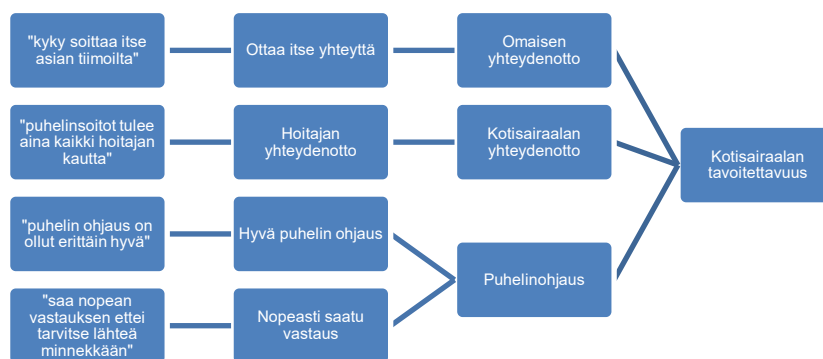 "kyky soittaa itse
asian tiimoilta"
Ottaa itse yhteyttä
Omaisen
yhteydenotto
"puhelinsoitot tulee
aina kaikki hoitajan
kautta"
Hoitajan
yhteydenotto
Kotisairaalan
yhteydenotto
Kotisairaalan
tavoitettavuus
"puhelin ohjaus on
ollut erittäin hyvä"
Hyvä puhelin ohjaus
Puhelinohjaus
"saa nopean
vastauksen ettei
tarvitse lähteä
minnekkään"
Nopeasti saatu
vastaus